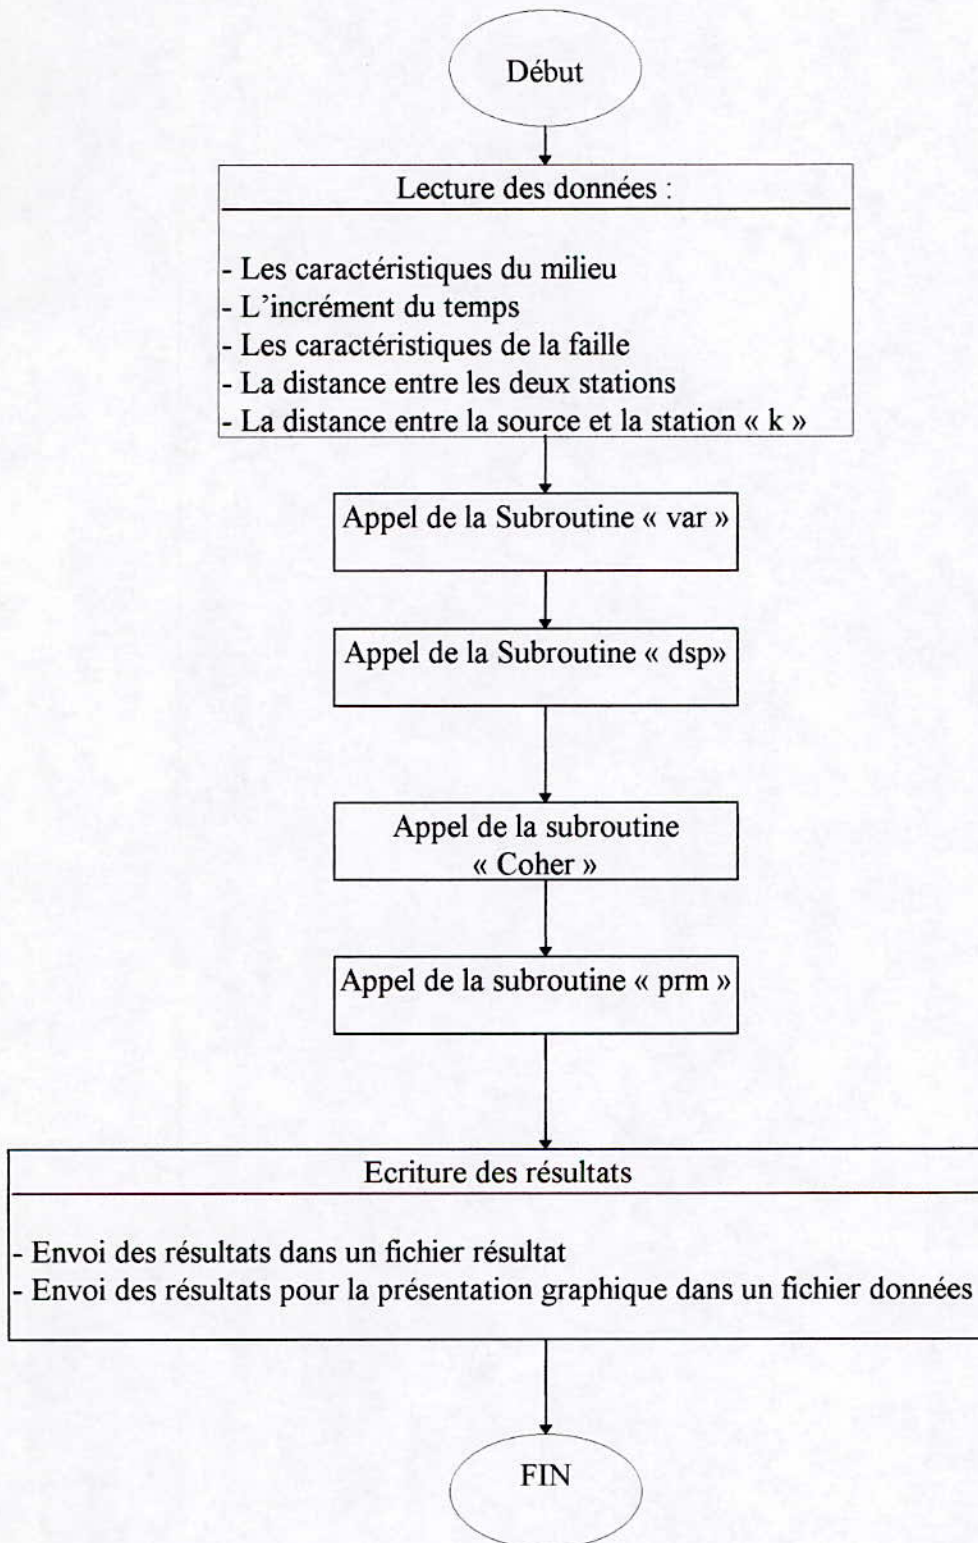 Début
Lecture des données :
- Les caractéristiques du milieu
- L'incrément du temps
- Les caractéristiques de la faille
- La distance entre les deux stations
- La distance entre la source et la station « k »
Appel de la Subroutine « var »
Appel de la Subroutine « dsp»
Appel de la subroutine
« Coher »
Appel de la subroutine « prm »
Ecriture des résultats
- Envoi des résultats dans un fichier résultat
- Envoi des résultats pour la présentation graphique dans un fichier données
FIN